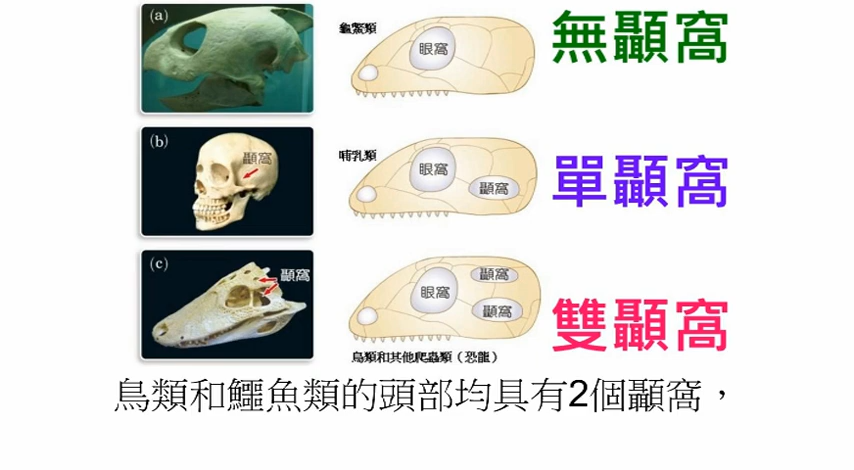 (a)
龜鱉類
眼窩
無顳窩
(b)
顳窩
哺乳類
眼窩
顳窩
單顳窩
(c)
顳窩
眼窩
顳窩
顳窩
雙顳窩
鳥類和其他爬蟲類（恐龍）
鳥類和鱷魚類的頭部均具有2個顳窩，